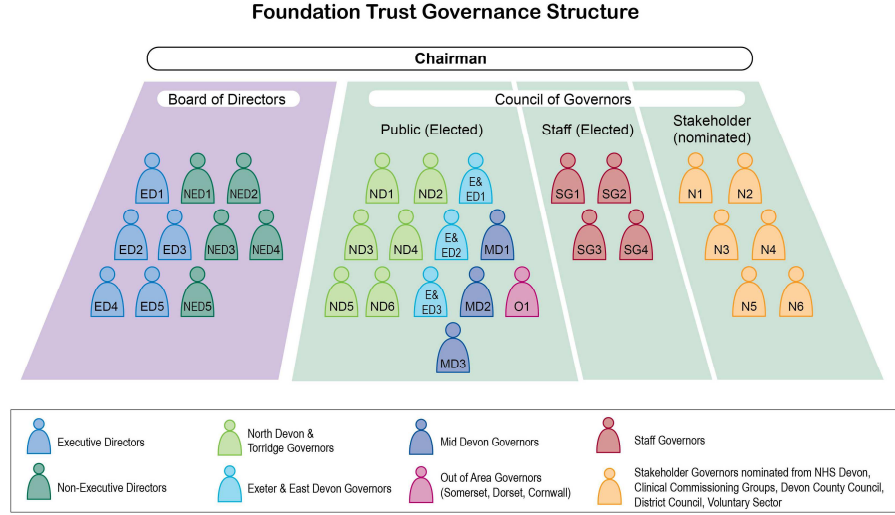 Foundation Trust Governance Structure
Chairman
Board of Directors
Council of Governors
Public (Elected)
Staff (Elected)
Stakeholder
(nominated)
ED1 NED1 NED2
ED2 ED3 NED3 NED4
ED4 ED5 NED5
ND1 ND2 E&
ED1
ND3 ND4 E&
ED2 MD1
ND5 ND6 E&
ED3 MD2 O1
MD3
SG1 SG2
SG3 SG4
N1 N2
N3 N4
N5 N6
Executive Directors
North Devon &
Torridge Governors
Mid Devon Governors
Staff Governors
Non-Executive Directors
Exeter & East Devon Governors
Out of Area Governors
(Somerset, Dorset, Cornwall)
Stakeholder Governors nominated from NHS Devon,
Clinical Commissioning Groups, Devon County Council,
District Council, Voluntary Sector